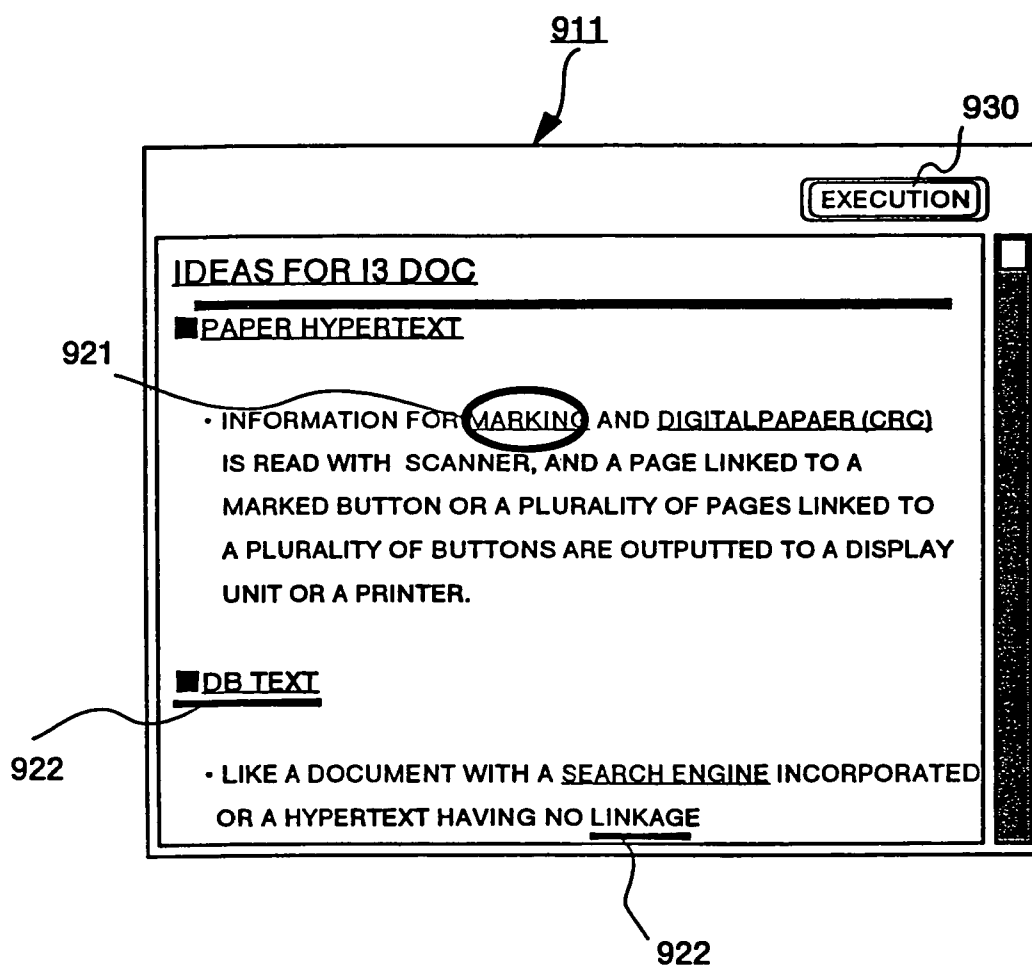 911
930
EXECUTION
IDEAS FOR I3 DOC
PAPER HYPERTEXT
921
· INFORMATION FOR MARKING AND DIGITALPAPAER (CRC)
IS READ WITH SCANNER, AND A PAGE LINKED TO A
MARKED BUTTON OR A PLURALITY OF PAGES LINKED TO
A PLURALITY OF BUTTONS ARE OUTPUTTED TO A DISPLAY
UNIT OR A PRINTER.
DB TEXT
922
· LIKE A DOCUMENT WITH A SEARCH ENGINE INCORPORATED
OR A HYPERTEXT HAVING NO LINKAGE
922